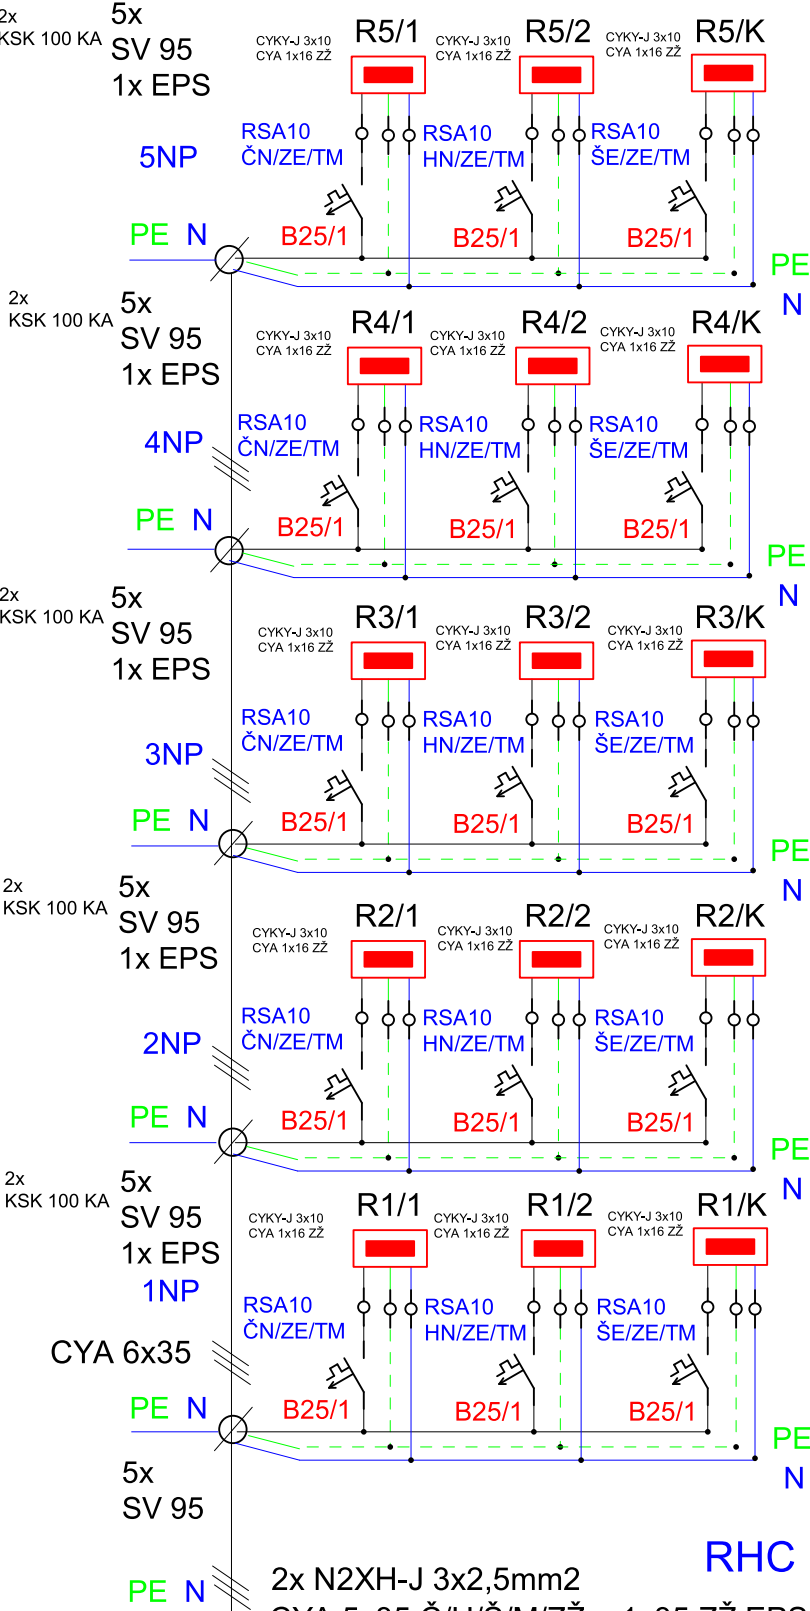 2x
KSK 100 KA
5x
SV 95
1x EPS
CYKY-J 3x10
CYA 1x16 ZŽ
R5/1
CYKY-J 3x10
CYA 1x16 ZŽ
R5/2
CYKY-J 3x10
CYA 1x16 ZŽ
R5/K
5NP
RSA10
ČN/ZE/TM
RSA10
HN/ZE/TM
RSA10
ŠE/ZE/TM
PE N
B25/1
B25/1
B25/1
PE
N
2x
KSK 100 KA
5x
SV 95
1x EPS
CYKY-J 3x10
CYA 1x16 ZŽ
R4/1
CYKY-J 3x10
CYA 1x16 ZŽ
R4/2
CYKY-J 3x10
CYA 1x16 ZŽ
R4/K
4NP
RSA10
ČN/ZE/TM
RSA10
HN/ZE/TM
RSA10
ŠE/ZE/TM
PE N
B25/1
B25/1
B25/1
PE
N
2x
KSK 100 KA
5x
SV 95
1x EPS
CYKY-J 3x10
CYA 1x16 ZŽ
R3/1
CYKY-J 3x10
CYA 1x16 ZŽ
R3/2
CYKY-J 3x10
CYA 1x16 ZŽ
R3/K
3NP
RSA10
ČN/ZE/TM
RSA10
HN/ZE/TM
RSA10
ŠE/ZE/TM
PE N
B25/1
B25/1
B25/1
PE
N
2x
KSK 100 KA
5x
SV 95
1x EPS
CYKY-J 3x10
CYA 1x16 ZŽ
R2/1
CYKY-J 3x10
CYA 1x16 ZŽ
R2/2
CYKY-J 3x10
CYA 1x16 ZŽ
R2/K
2NP
RSA10
ČN/ZE/TM
RSA10
HN/ZE/TM
RSA10
ŠE/ZE/TM
PE N
B25/1
B25/1
B25/1
PE
N
2x
KSK 100 KA
5x
SV 95
1x EPS
CYKY-J 3x10
CYA 1x16 ZŽ
R1/1
CYKY-J 3x10
CYA 1x16 ZŽ
R1/2
CYKY-J 3x10
CYA 1x16 ZŽ
R1/K
1NP
RSA10
ČN/ZE/TM
RSA10
HN/ZE/TM
RSA10
ŠE/ZE/TM
CYA 6x35
PE N
B25/1
B25/1
B25/1
PE
N
5x
SV 95
RHC
PE N
2x N2XH-J 3x2,5mm2